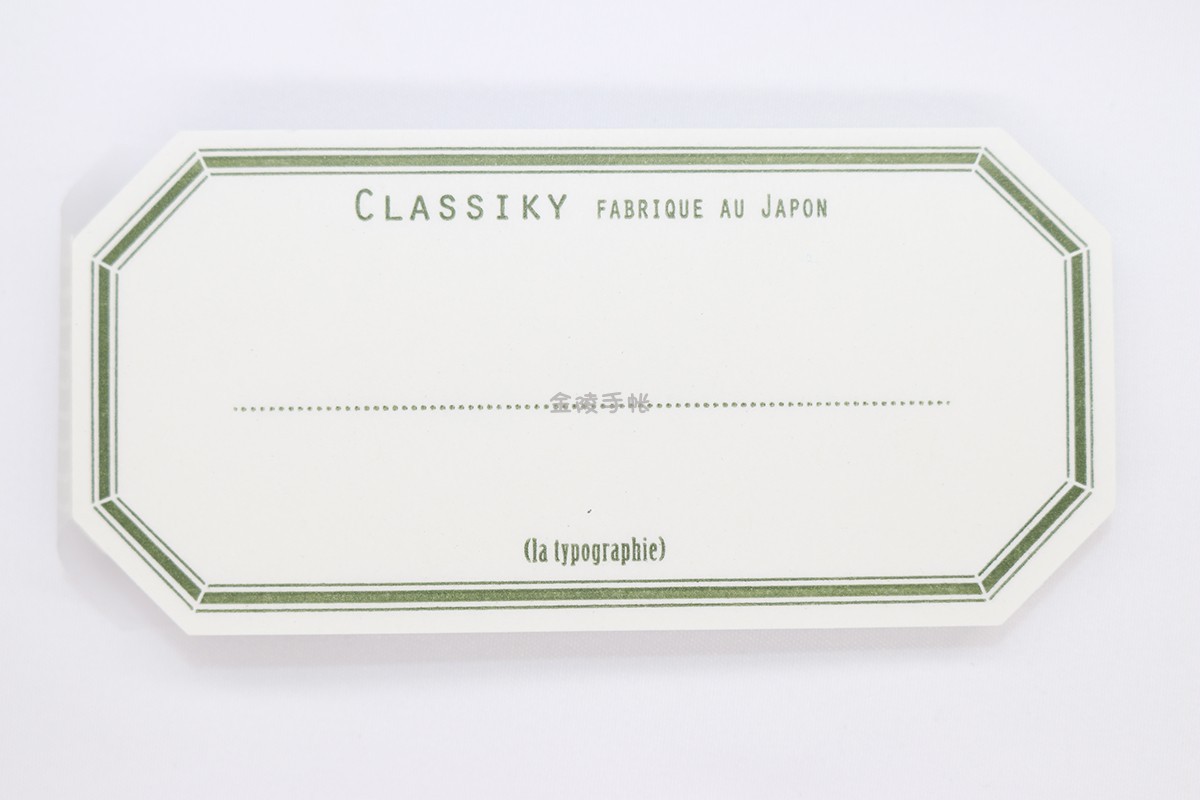 CLASSIKY FABRIQUE AU JAPON
金陵手帐
(la typographie)